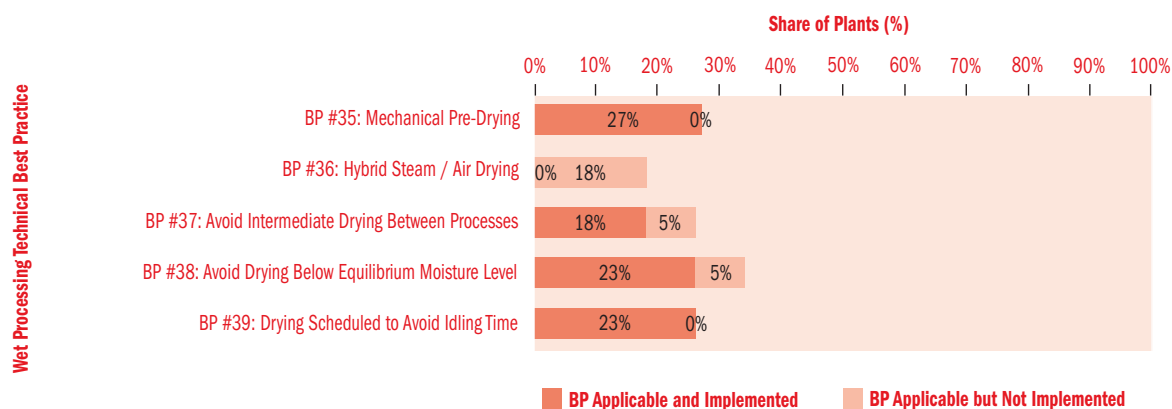 Share of Plants (%)
0% 10% 20% 30% 40% 50% 60% 70% 80% 90% 100%
Wet Processing Technical Best Practice
BP #35: Mechanical Pre-Drying 27% 0%
BP #36: Hybrid Steam / Air Drying 0% 18%
BP #37: Avoid Intermediate Drying Between Processes 18% 5%
BP #38: Avoid Drying Below Equilibrium Moisture Level 23% 5%
BP #39: Drying Scheduled to Avoid Idling Time 23% 0%
BP Applicable and Implemented BP Applicable but Not Implemented